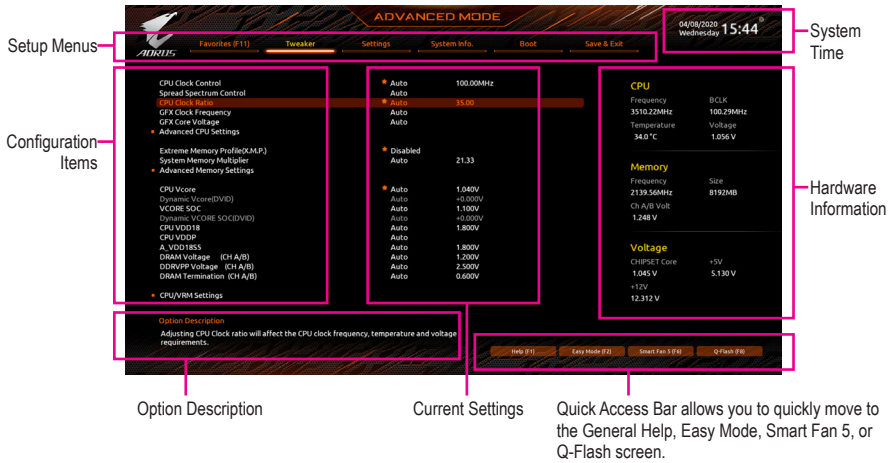 ADVANCED MODE
04/08/2020
Wednesday 15:44
System
Time
Setup Menus
AORUS
Favorites (F11) Tweaker Settings System Info. Boot Save & Exit
Configuration
Items
CPU Clock Control Auto 100.00MHz
Spread Spectrum Control Auto
CPU Clock Ratio Auto 35.00
GFX Clock Frequency Auto
GFX Core Voltage Auto
Advanced CPU Settings
Extreme Memory Profile(X.M.P.) Disabled
System Memory Multiplier Auto 21.33
Advanced Memory Settings
CPU Vcore Auto 1.040V
Dynamic Vcore(DVID) Auto +0.000V
VCORE SOC Auto 1.100V
Dynamic VCORE SOC(DVID) Auto +0.000V
CPU VDD18 Auto 1.800V
CPU VDDP Auto
A_VDD18S5 Auto 1.800V
DRAM Voltage (CH A/B) Auto 1.200V
DDRVPP Voltage (CH A/B) Auto 2.500V
DRAM Termination (CH A/B) Auto 0.600V
CPU/VRM Settings
CPU
Frequency BCLK
3510.22MHz 100.29MHz
Temperature Voltage
34.0 °C 1.056 V
Memory
Frequency Size
2139.56MHz 8192MB
Ch A/B Volt
1.248 V
Voltage
CHIPSET Core +5V
1.045 V 5.130 V
+12V
12.312 V
Hardware
Information
Option Description
Adjusting CPU Clock ratio will affect the CPU clock frequency, temperature and voltage
requirements.
Help (F1) Easy Mode (F2) Smart Fan 5 (F6) Q-Flash (F8)
Option Description
Current Settings
Quick Access Bar allows you to quickly move to
the General Help, Easy Mode, Smart Fan 5, or
Q-Flash screen.